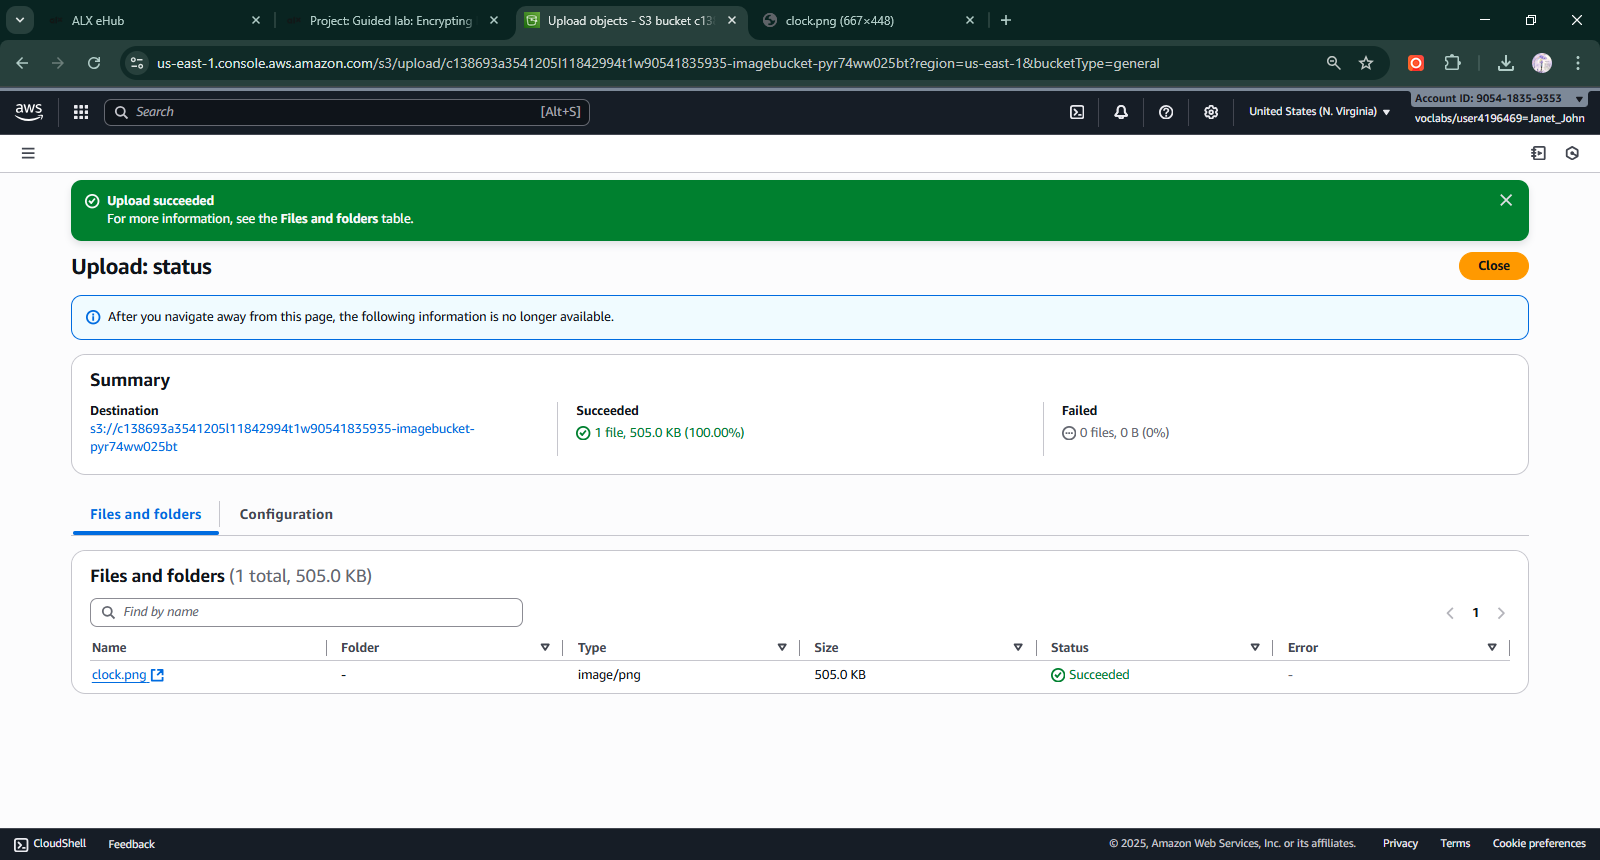 ALX eHub
Project: Guided lab: Encrypting
Upload objects - S3 bucket c13
clock.png (667×448)
us-east-1.console.aws.amazon.com/s3/upload/c138693a3541205l11842994t1w90541835935-imagebucket-pyr74ww025bt?region=us-east-1&bucketType=general
aws
Search
[Alt+S]
United States (N. Virginia)
Account ID: 9054-1835-9353
voclabs/user4196469=Janet_John
Upload succeeded
For more information, see the Files and folders table.
Upload: status
Close
After you navigate away from this page, the following information is no longer available.
Summary
Destination
s3://c138693a3541205l11842994t1w90541835935-imagebucket-
pyr74ww025bt
Succeeded
1 file, 505.0 KB (100.00%)
Failed
0 files, 0 B (0%)
Files and folders
Configuration
Files and folders (1 total, 505.0 KB)
Find by name
1
Name Folder Type Size Status Error
clock.png - image/png 505.0 KB Succeeded -
CloudShell
Feedback
© 2025, Amazon Web Services, Inc. or its affiliates.
Privacy
Terms
Cookie preferences